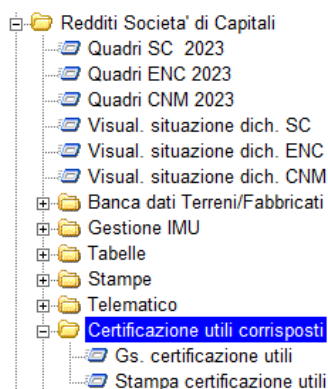 Redditi Societa' di Capitali
Quadri SC 2023
Quadri ENC 2023
Quadri CNM 2023
Visual. situazione dich. SC
Visual. situazione dich. ENC
Visual. situazione dich. CNM
Banca dati Terreni/Fabbricati
Gestione IMU
Tabelle
Stampe
Telematico
Certificazione utili corrisposti
Gs. certificazione utili
Stampa certificazione utili